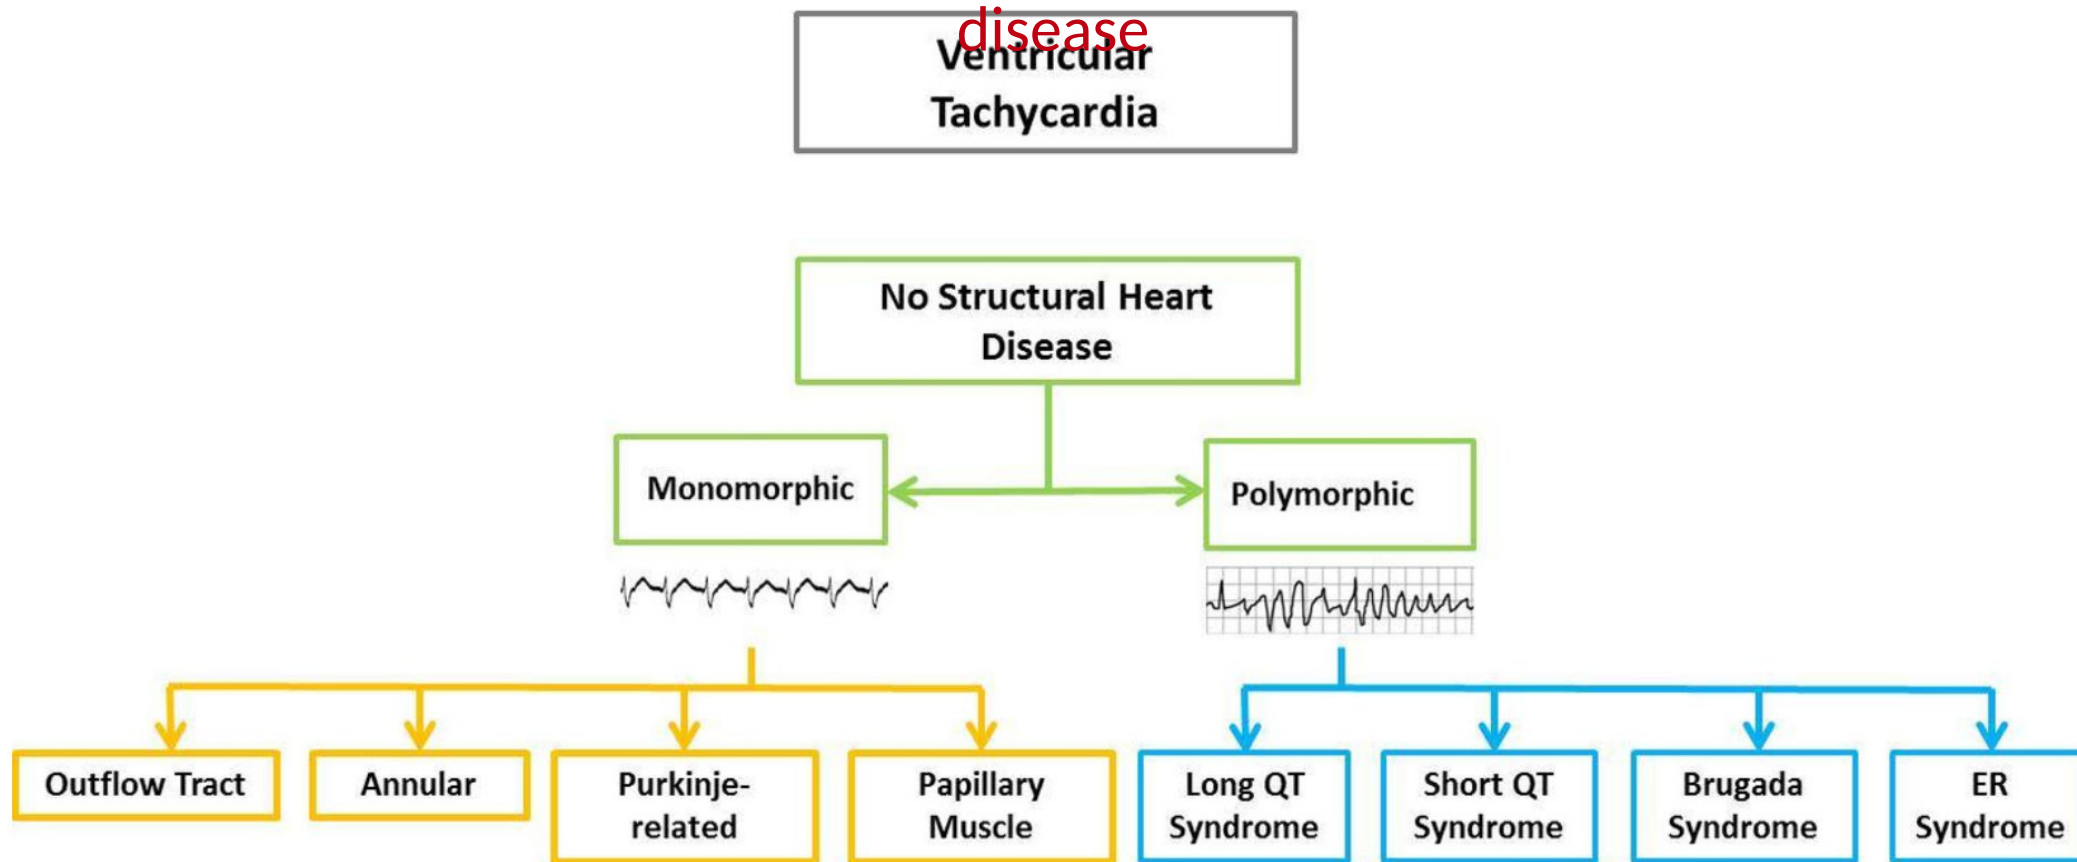 disease
Ventricular
Tachycardia
No Structural Heart
Disease
Monomorphic
Polymorphic
Outflow Tract
Annular
Purkinje-
related
Papillary
Muscle
Long QT
Syndrome
Short QT
Syndrome
Brugada
Syndrome
ER
Syndrome